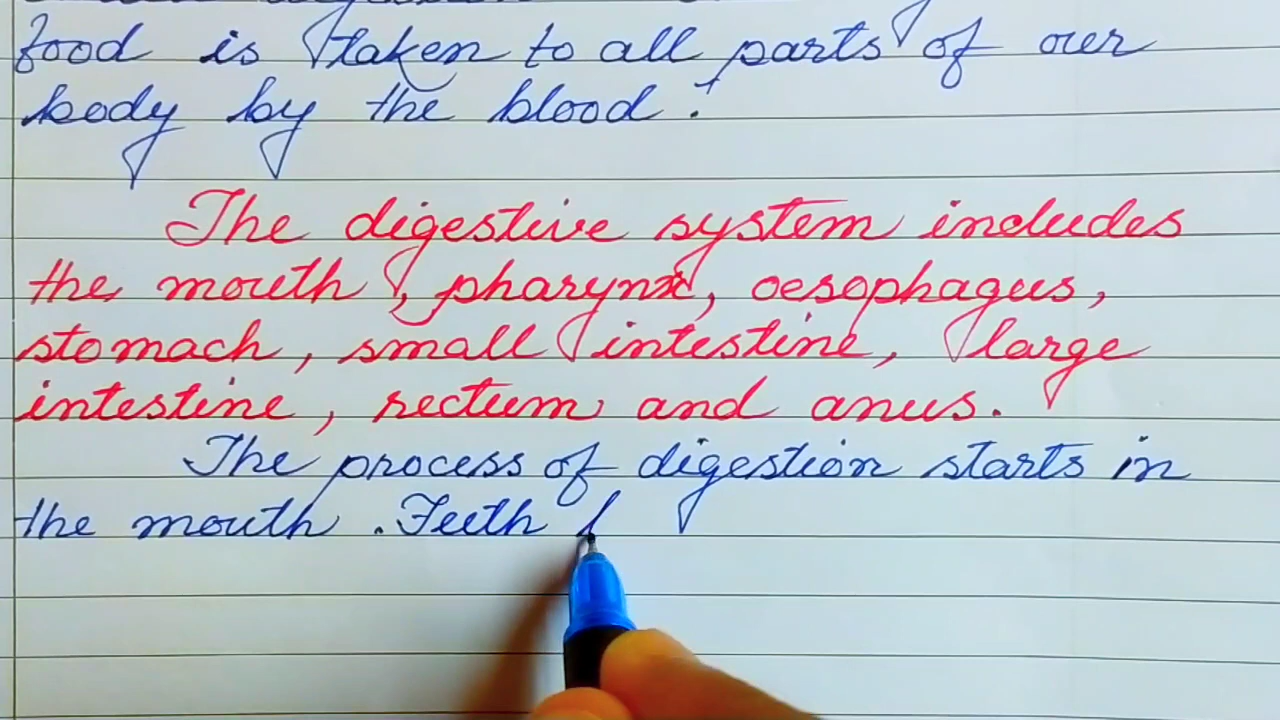 food is taken to all parts of our
body by the blood.
The digestive system includes
the mouth, pharynx, oesophagus,
stomach, small intestine, large
intestine, rectum and anus.
The process of digestion starts in
the mouth. Teeth